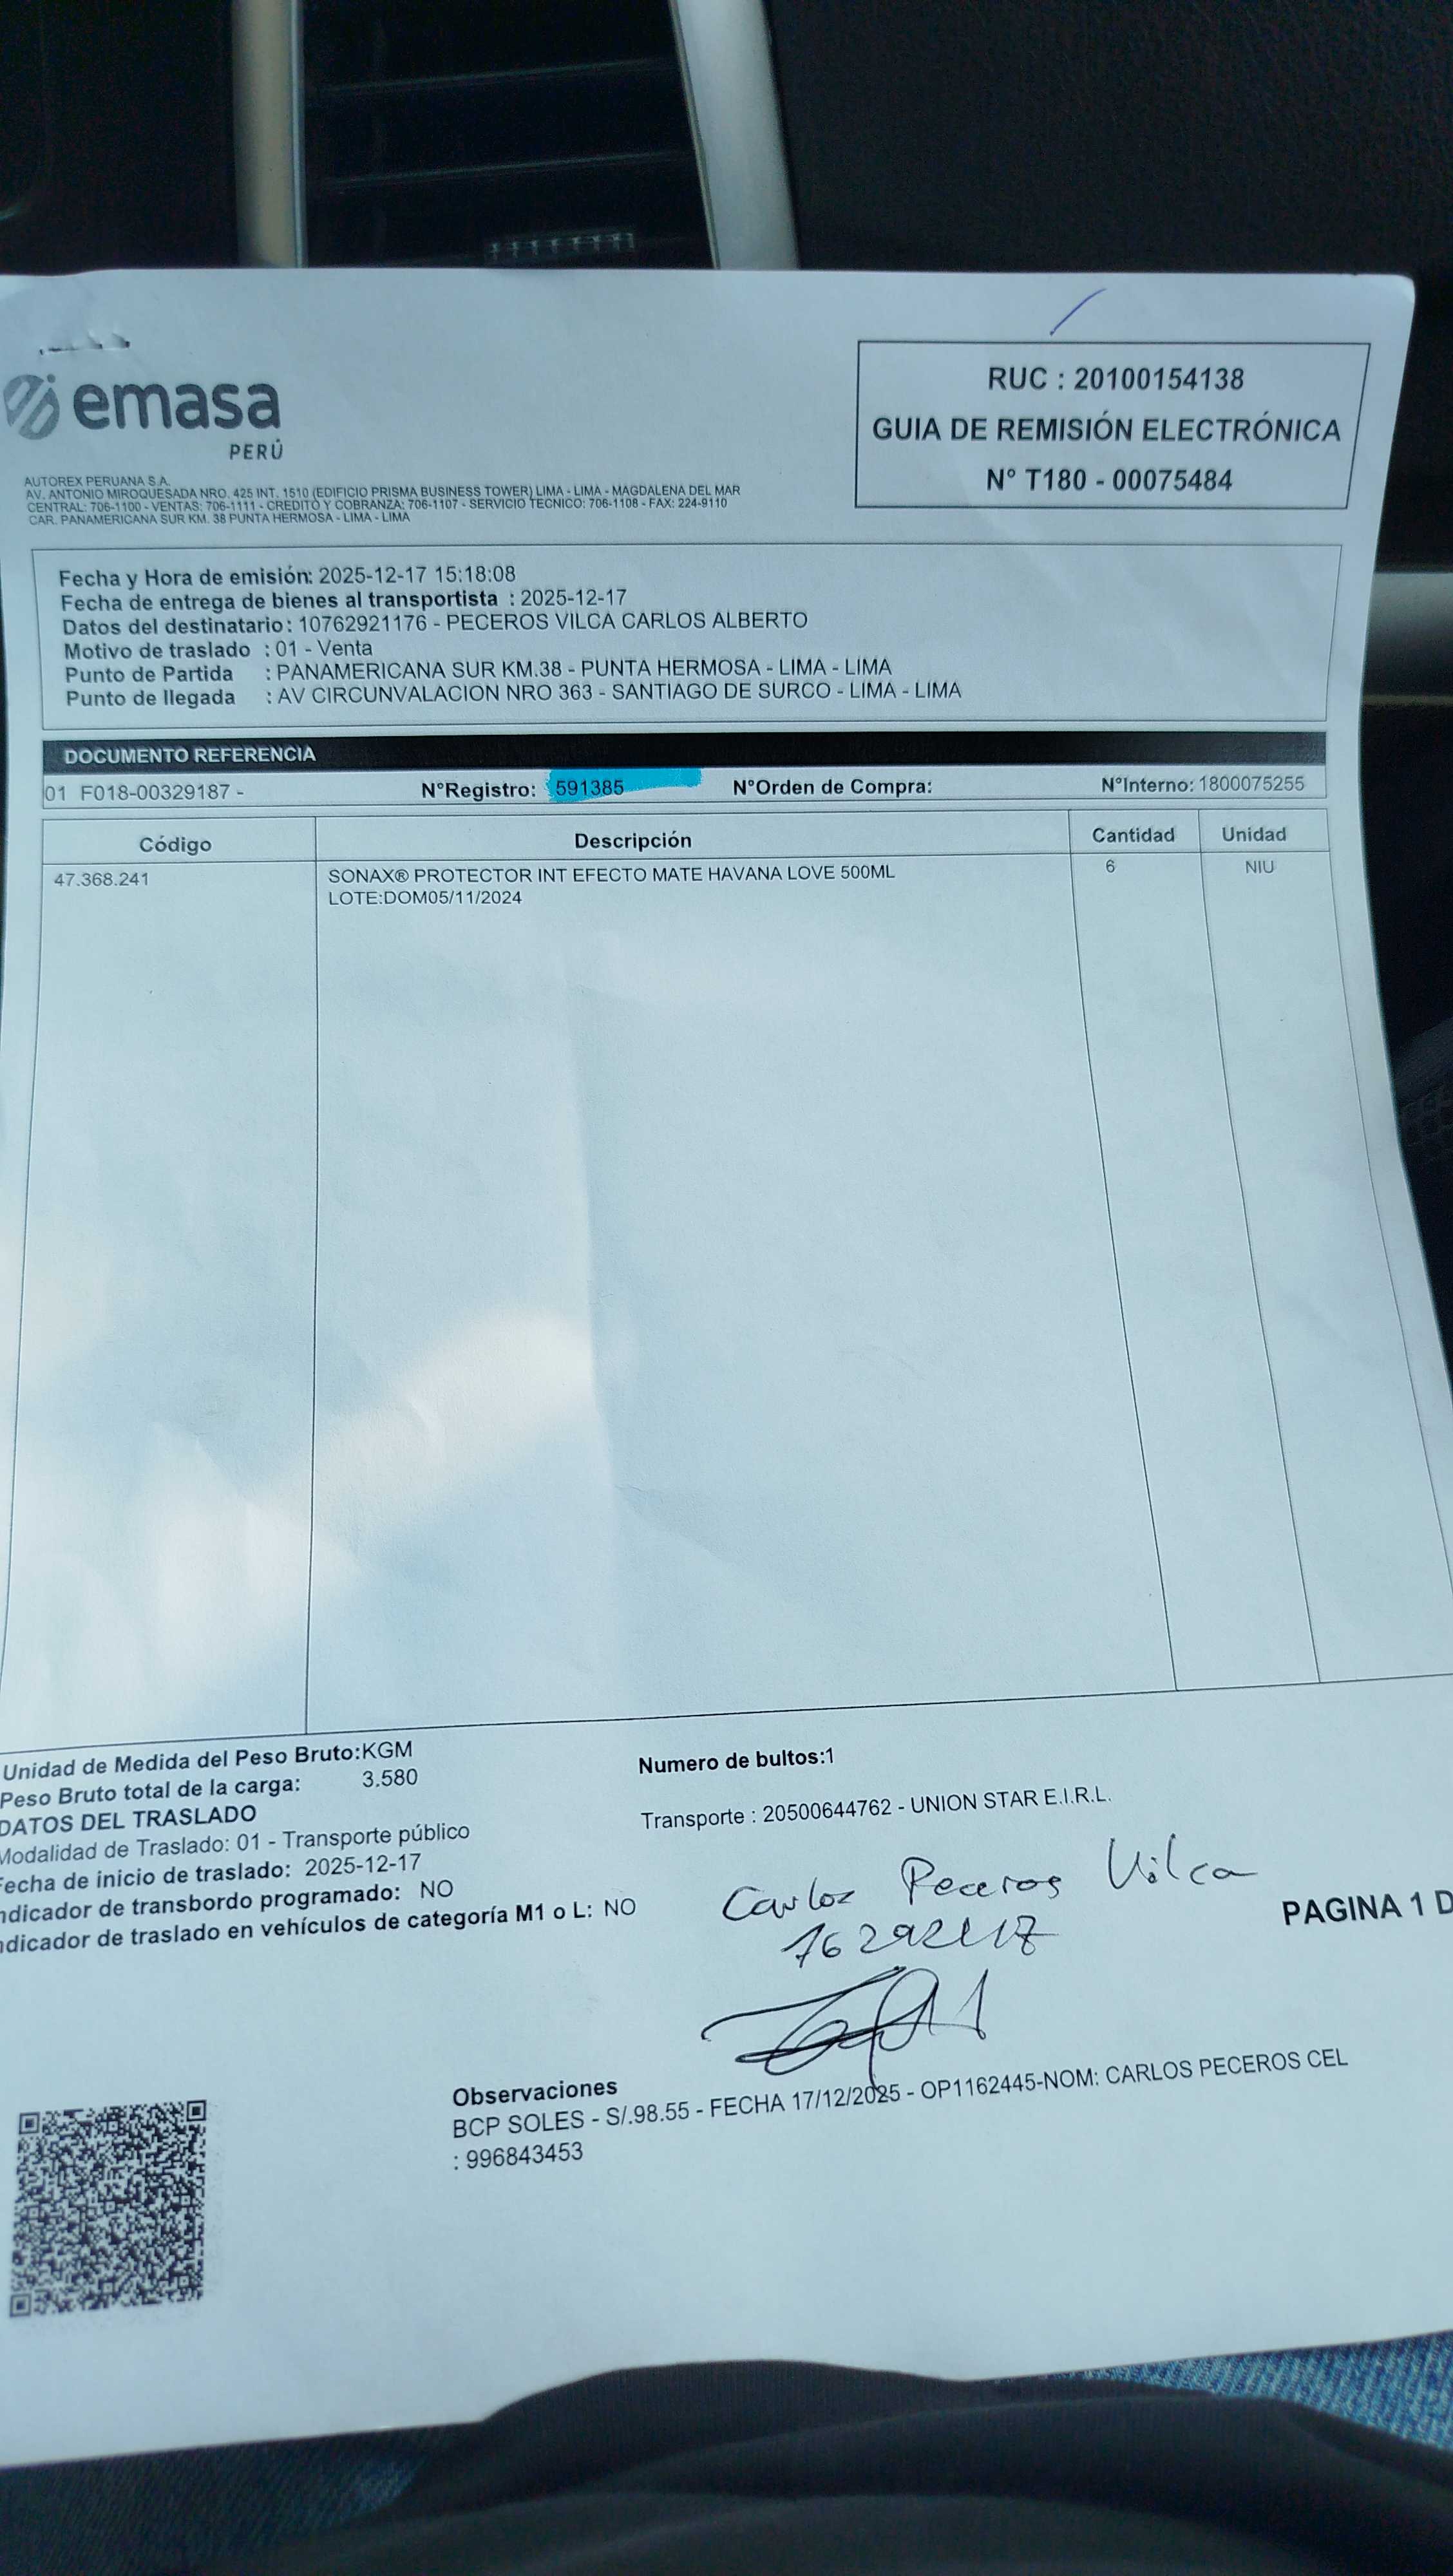 emasa
PERÚ
RUC : 20100154138
GUIA DE REMISIÓN ELECTRÓNICA
N° T180 - 00075484
AUTOREX PERUANA S.A.
AV. ANTONIO MIROQUESADA NRO. 425 INT. 1510 (EDIFICIO PRISMA BUSINESS TOWER) LIMA - LIMA - MAGDALENA DEL MAR
CENTRAL: 706-1100 - VENTAS: 706-1111 - CREDITO Y COBRANZA: 706-1107 - SERVICIO TECNICO: 706-1108 - FAX: 224-9110
CAR. PANAMERICANA SUR KM. 38 PUNTA HERMOSA - LIMA - LIMA
Fecha y Hora de emisión: 2025-12-17 15:18:08
Fecha de entrega de bienes al transportista : 2025-12-17
Datos del destinatario: 10762921176 - PECEROS VILCA CARLOS ALBERTO
Motivo de traslado : 01 - Venta
Punto de Partida : PANAMERICANA SUR KM.38 - PUNTA HERMOSA - LIMA - LIMA
Punto de llegada : AV CIRCUNVALACION NRO 363 - SANTIAGO DE SURCO - LIMA - LIMA
DOCUMENTO REFERENCIA
01 F018-00329187 - N°Registro: 591385 N°Orden de Compra: N°Interno: 1800075255
Código Descripción Cantidad Unidad
47.368.241 SONAX® PROTECTOR INT EFECTO MATE HAVANA LOVE 500ML 6 NIU
LOTE:DOM05/11/2024
Unidad de Medida del Peso Bruto:KGM
Peso Bruto total de la carga: 3.580
DATOS DEL TRASLADO
Modalidad de Traslado: 01 - Transporte público
Fecha de inicio de traslado: 2025-12-17
ndicador de transbordo programado: NO
ndicador de traslado en vehículos de categoría M1 o L: NO
Numero de bultos:1
Transporte : 20500644762 - UNION STAR E.I.R.L.
Carlos Peceros Vilca
PAGINA 1 D
Observaciones
BCP SOLES - S/.98.55 - FECHA 17/12/2025 - OP1162445-NOM: CARLOS PECEROS CEL
: 996843453